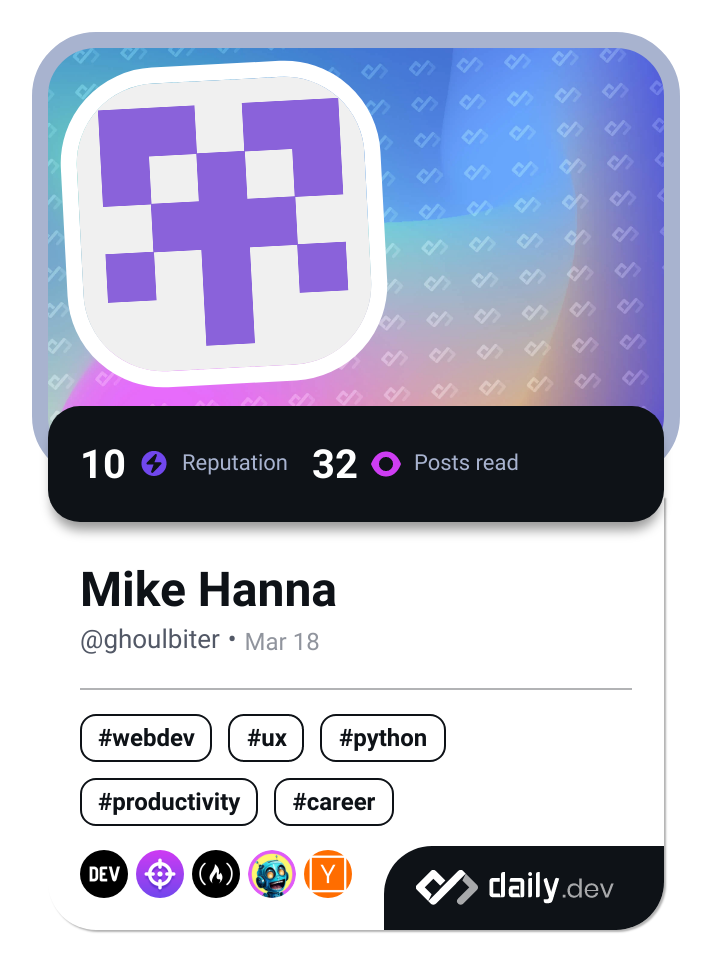 10 Reputation 32 Posts read
Mike Hanna
@ghoulbiter • Mar 18
#webdev #ux #python
#productivity #career
DEV Y daily.dev